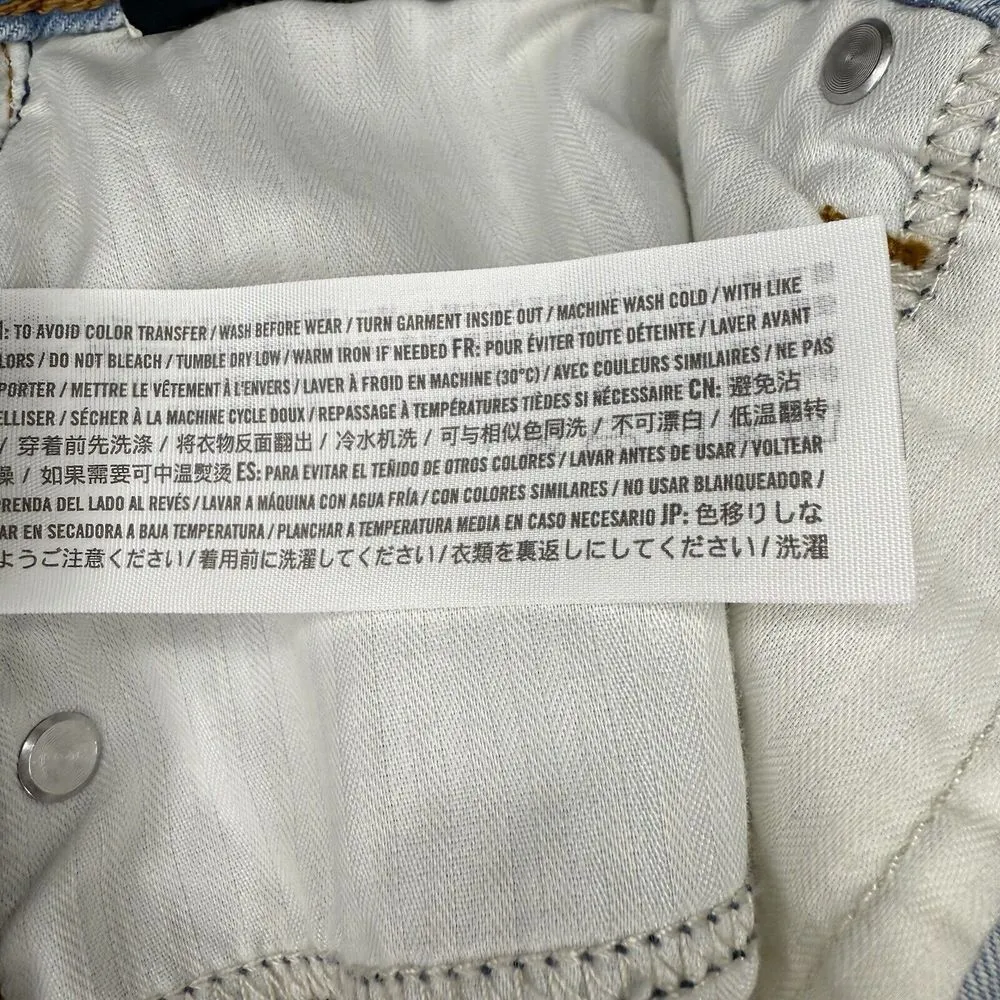 : TO AVOID COLOR TRANSFER / WASH BEFORE WEAR / TURN GARMENT INSIDE OUT / MACHINE WASH COLD / WITH LIKE
LORS / DO NOT BLEACH / TUMBLE DRY LOW / WARM IRON IF NEEDED FR: POUR ÉVITER TOUTE DÉTEINTE / LAVER AVANT
PORTER / METTRE LE VÊTEMENT À L'ENVERS / LAVER À FROID EN MACHINE (30°C) / AVEC COULEURS SIMILAIRES / NE PAS
ELLISER / SÉCHER À LA MACHINE CYCLE DOUX / REPASSAGE À TEMPÉRATURES TIÈDES SI NÉCESSAIRE CN: 避免沾
/ 穿着前先洗涤 / 将衣物反面翻出 / 冷水机洗 / 可与相似色同洗 / 不可漂白 / 低温翻转
燥 / 如果需要可中温熨烫 ES: PARA EVITAR EL TEÑIDO DE OTROS COLORES / LAVAR ANTES DE USAR / VOLTEAR
RENDA DEL LADO AL REVÉS / LAVAR A MÁQUINA CON AGUA FRÍA / CON COLORES SIMILARES / NO USAR BLANQUEADOR /
AR EN SECADORA A BAJA TEMPERATURA / PLANCHAR A TEMPERATURA MEDIA EN CASO NECESARIO JP: 色移りしな
ようご注意ください/着用前に洗濯してください/衣類を裏返しにしてください/洗濯